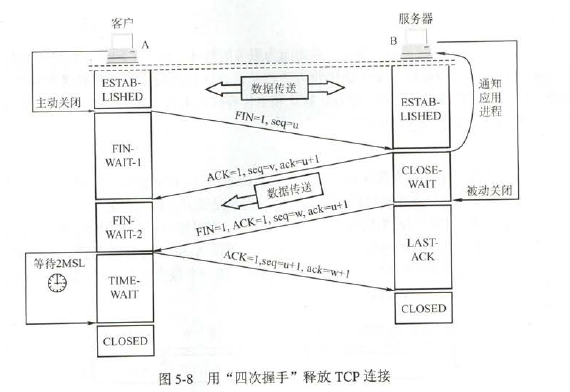 客户
服务器
A
B
数据传送
ESTAB-
LISHED
ESTAB-
LISHED
通知
应用
进程
主动关闭
FIN=1, seq=u
FIN-
WAIT-1
ACK=1, seq=v, ack=u+1
CLOSE-
WAIT
数据传送
被动关闭
FIN-
WAIT-2
FIN=1, ACK=1, seq=w, ack=u+1
LAST-
ACK
等待2MSL
ACK=1,seq=u+1, ack=w+1
TIME-
WAIT
CLOSED
CLOSED
图 5-8 用“四次握手”释放 TCP 连接